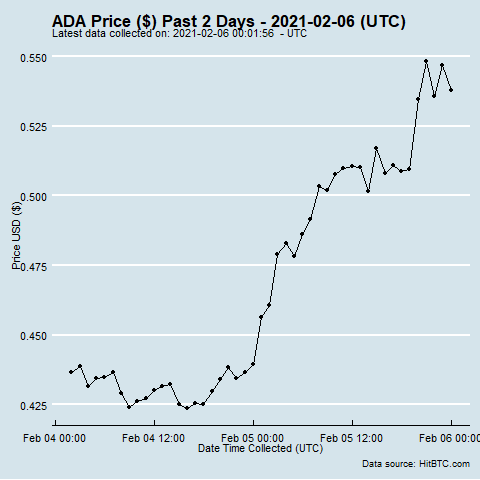 ADA Price ($) Past 2 Days - 2021-02-06 (UTC)
Latest data collected on: 2021-02-06 00:01:56 - UTC
0.550
0.525
0.500
0.475
0.450
0.425
Price USD ($)
Feb 04 00:00 Feb 04 12:00 Feb 05 00:00 Feb 05 12:00 Feb 06 00:00
Date Time Collected (UTC)
Data source: HitBTC.com